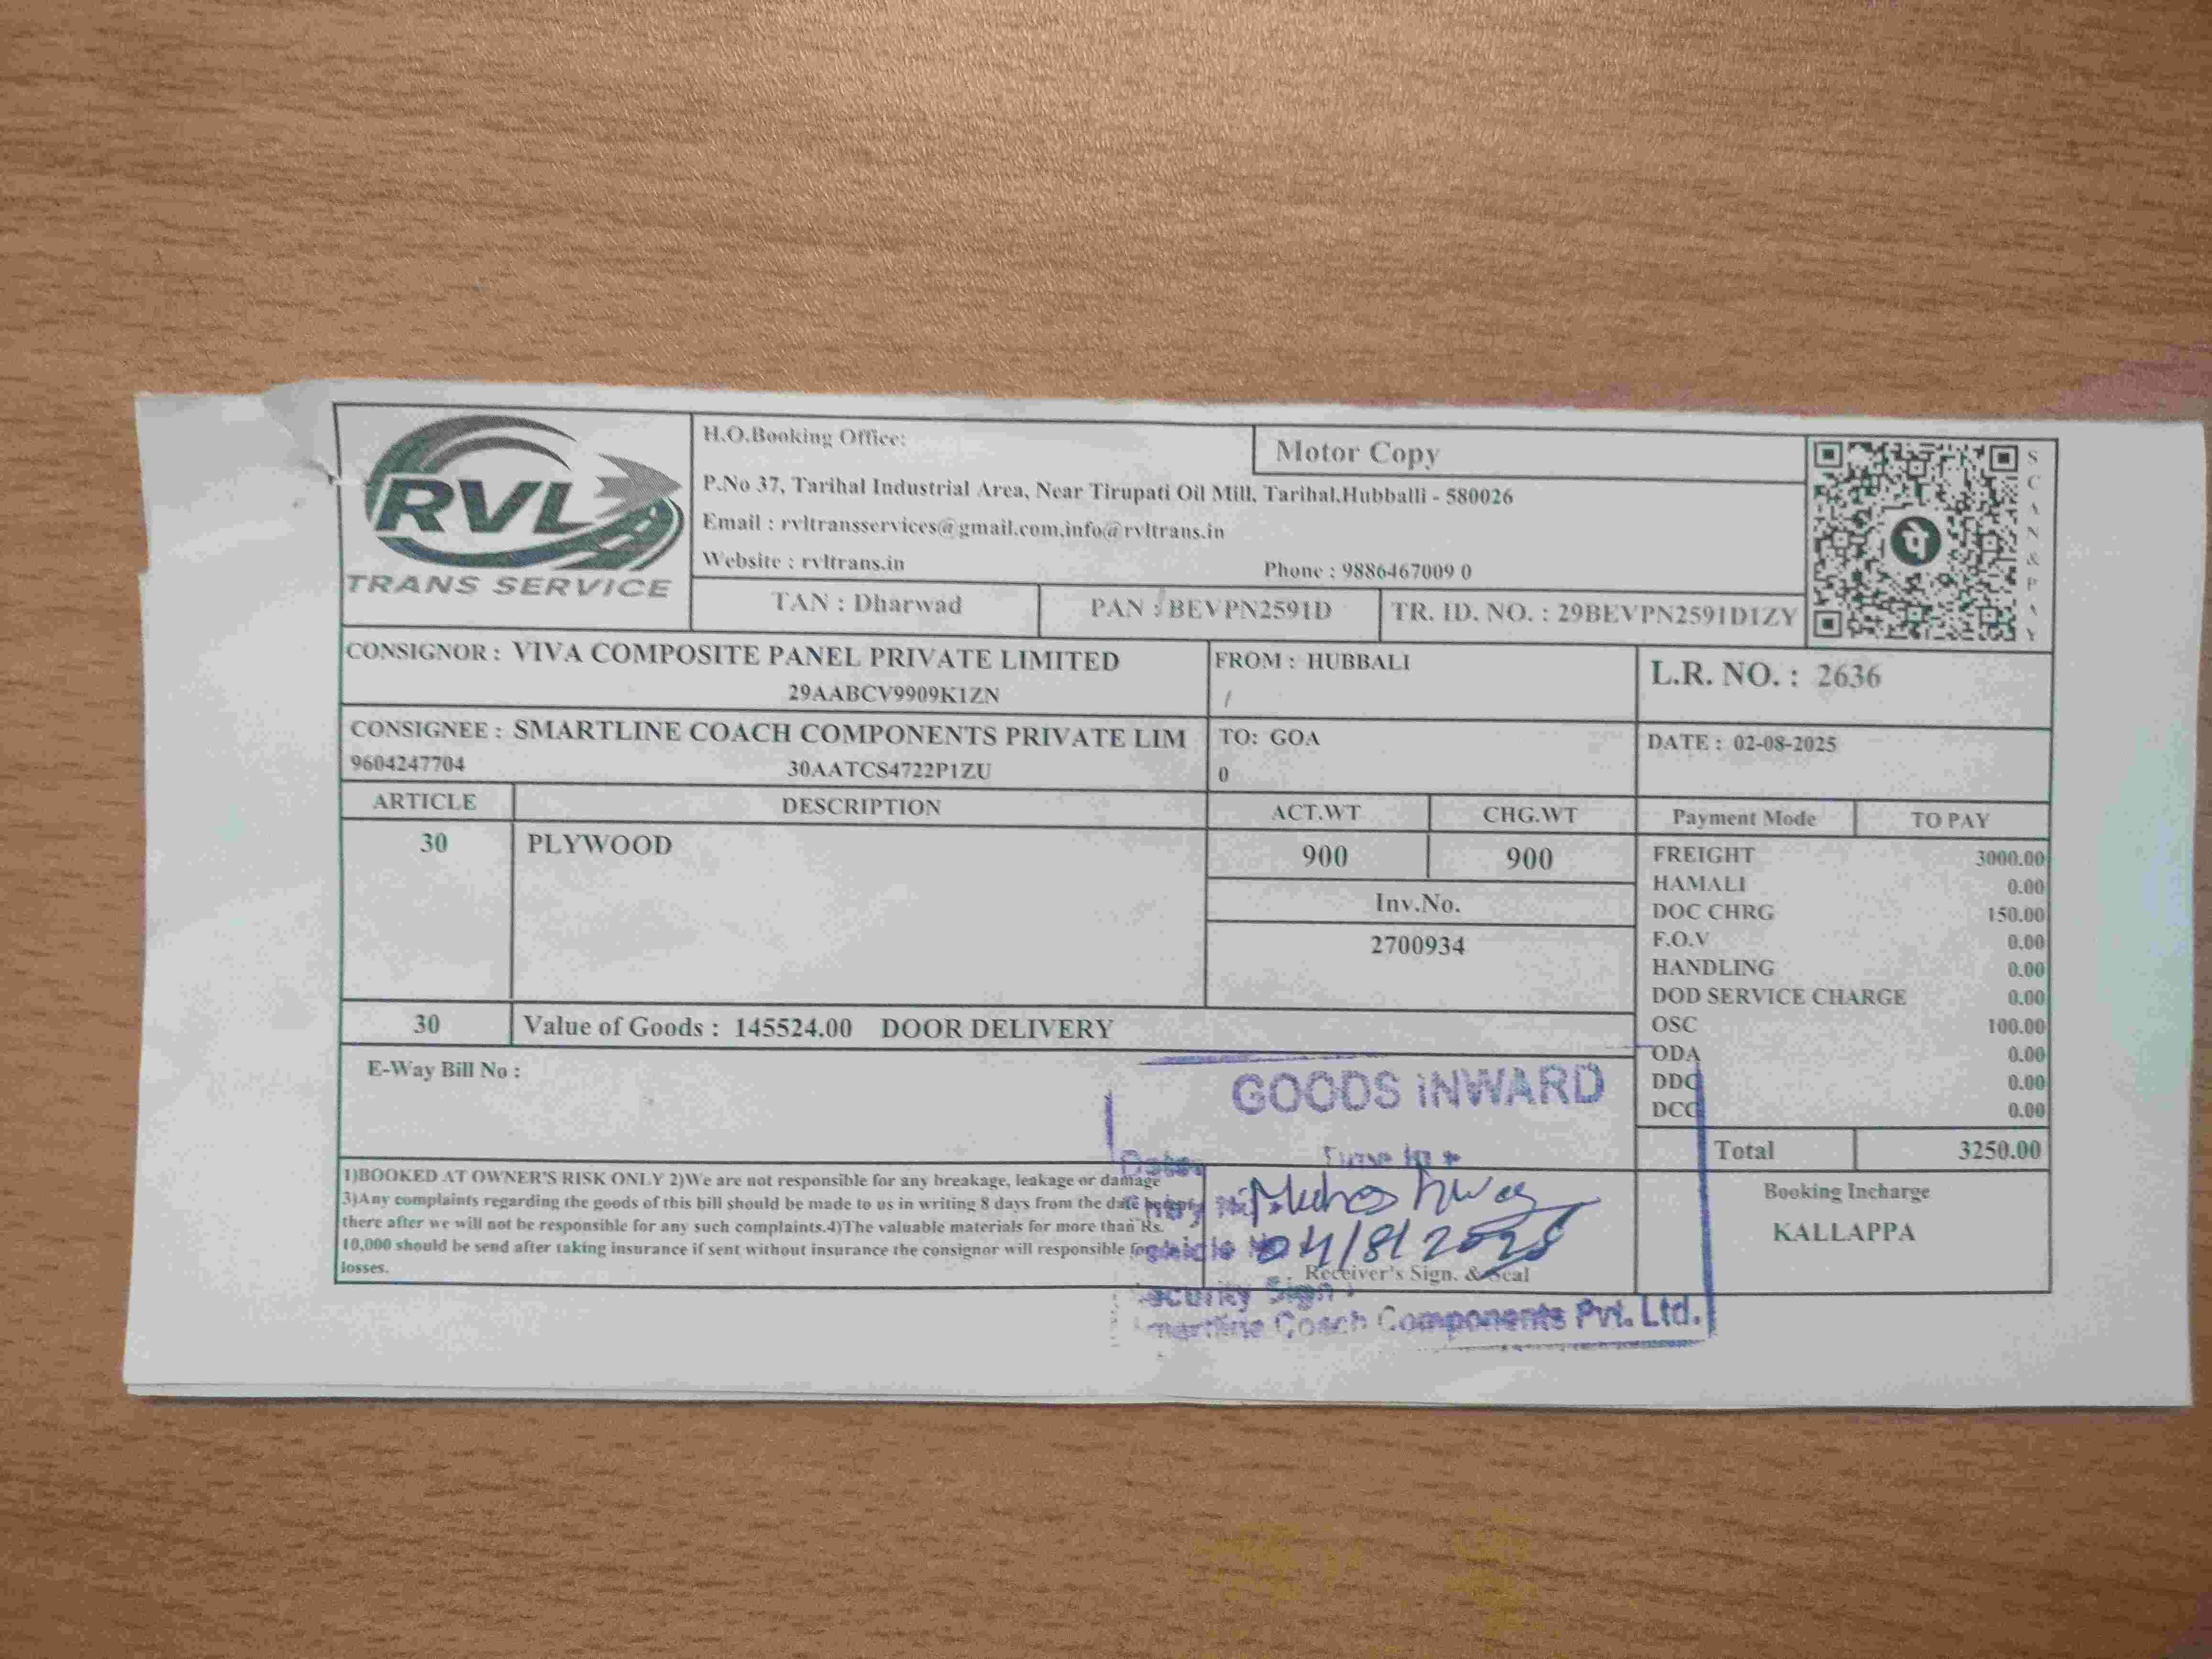 RVL
TRANS SERVICE
H.O.Booking Office:
Motor Copy
P.No 37, Tarihal Industrial Area, Near Tirupati Oil Mill, Tarihal,Hubballi - 580026
Email : rvltransservices@gmail.com,info@rvltrans.in
Website : rvltrans.in Phone : 9886467009 0
TAN : Dharwad PAN : BEVPN2591D TR. ID. NO. : 29BEVPN2591D1ZY
पे
SCAN & PAY
CONSIGNOR : VIVA COMPOSITE PANEL PRIVATE LIMITED
29AABCV9909K1ZN
FROM : HUBBALI
/
L.R. NO. : 2636
CONSIGNEE : SMARTLINE COACH COMPONENTS PRIVATE LIM
9604247704 30AATCS4722P1ZU
TO: GOA
0
DATE : 02-08-2025
ARTICLE DESCRIPTION ACT.WT CHG.WT Payment Mode TO PAY
30 PLYWOOD 900 900
Inv.No.
2700934
FREIGHT 3000.00
HAMALI 0.00
DOC CHRG 150.00
F.O.V 0.00
HANDLING 0.00
DOD SERVICE CHARGE 0.00
OSC 100.00
ODA 0.00
DDC 0.00
DCC 0.00
Total 3250.00
30 Value of Goods : 145524.00 DOOR DELIVERY
E-Way Bill No :
1)BOOKED AT OWNER'S RISK ONLY 2)We are not responsible for any breakage, leakage or damage
3)Any complaints regarding the goods of this bill should be made to us in writing 8 days from the date
there after we will not be responsible for any such complaints.4)The valuable materials for more than Rs.
10,000 should be send after taking insurance if sent without insurance the consignor will responsible for
losses.
GOODS INWARD
Date
04/8/2025
Receiver's Sign. & Seal
Sign :
Coach Components Pvt. Ltd.
Booking Incharge
KALLAPPA